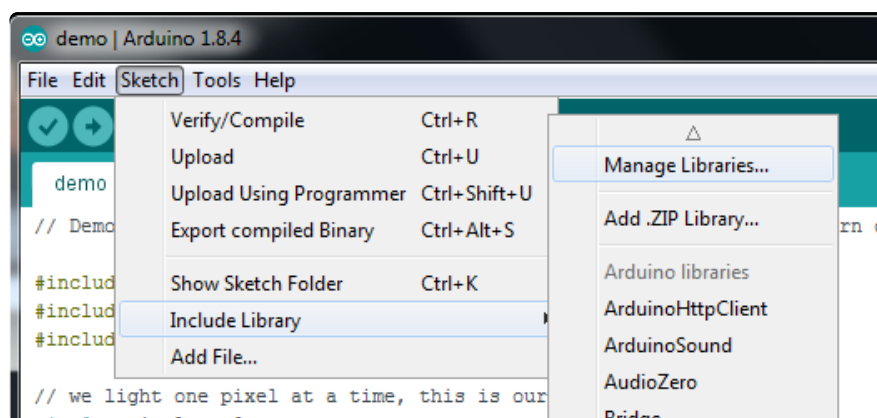 demo | Arduino 1.8.4
File Edit Sketch Tools Help
Verify/Compile Ctrl+R
Upload Ctrl+U
Upload Using Programmer Ctrl+Shift+U
Export compiled Binary Ctrl+Alt+S
Show Sketch Folder Ctrl+K
Include Library
Add File...
Manage Libraries...
Add .ZIP Library...
Arduino libraries
ArduinoHttpClient
ArduinoSound
AudioZero
Bridge
demo
// Demo
rn
#includ
#includ
#includ
// we light one pixel at a time, this is our